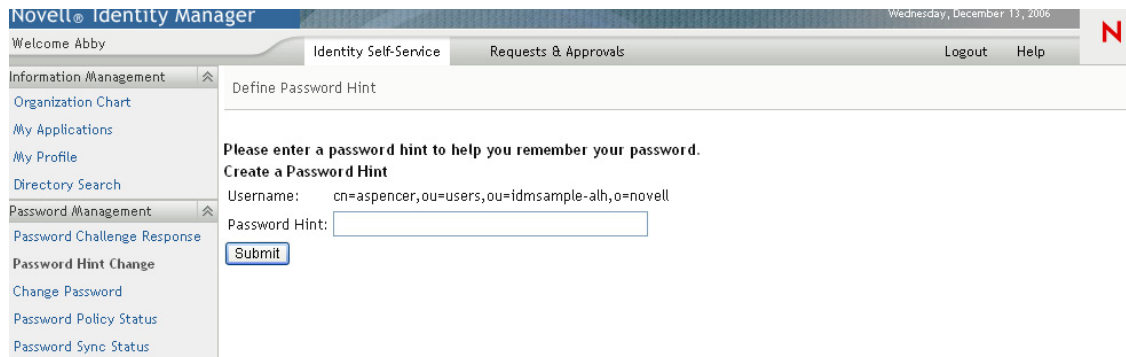 Novell® Identity Manager
Wednesday, December 13, 2006
N
Welcome Abby
Identity Self-Service
Requests & Approvals
Logout
Help
Information Management
Organization Chart
My Applications
My Profile
Directory Search
Password Management
Password Challenge Response
Password Hint Change
Change Password
Password Policy Status
Password Sync Status
Define Password Hint
Please enter a password hint to help you remember your password.
Create a Password Hint
Username: cn=aspencer,ou=users,ou=idmsample-alh,o=novell
Password Hint:
Submit